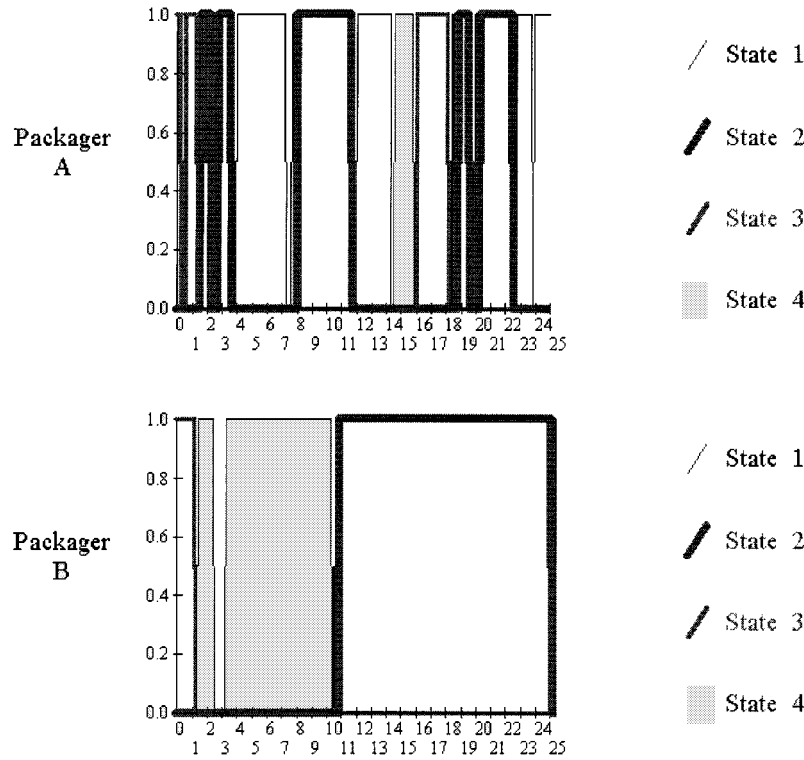 1.0
0.8
0.6
0.4
0.2
0.0
Packager
A
0 2 4 6 8 10 12 14 16 18 20 22 24
1 3 5 7 9 11 13 15 17 19 21 23 25
State 1
State 2
State 3
State 4
1.0
0.8
0.6
0.4
0.2
0.0
Packager
B
0 2 4 6 8 10 12 14 16 18 20 22 24
1 3 5 7 9 11 13 15 17 19 21 23 25
State 1
State 2
State 3
State 4